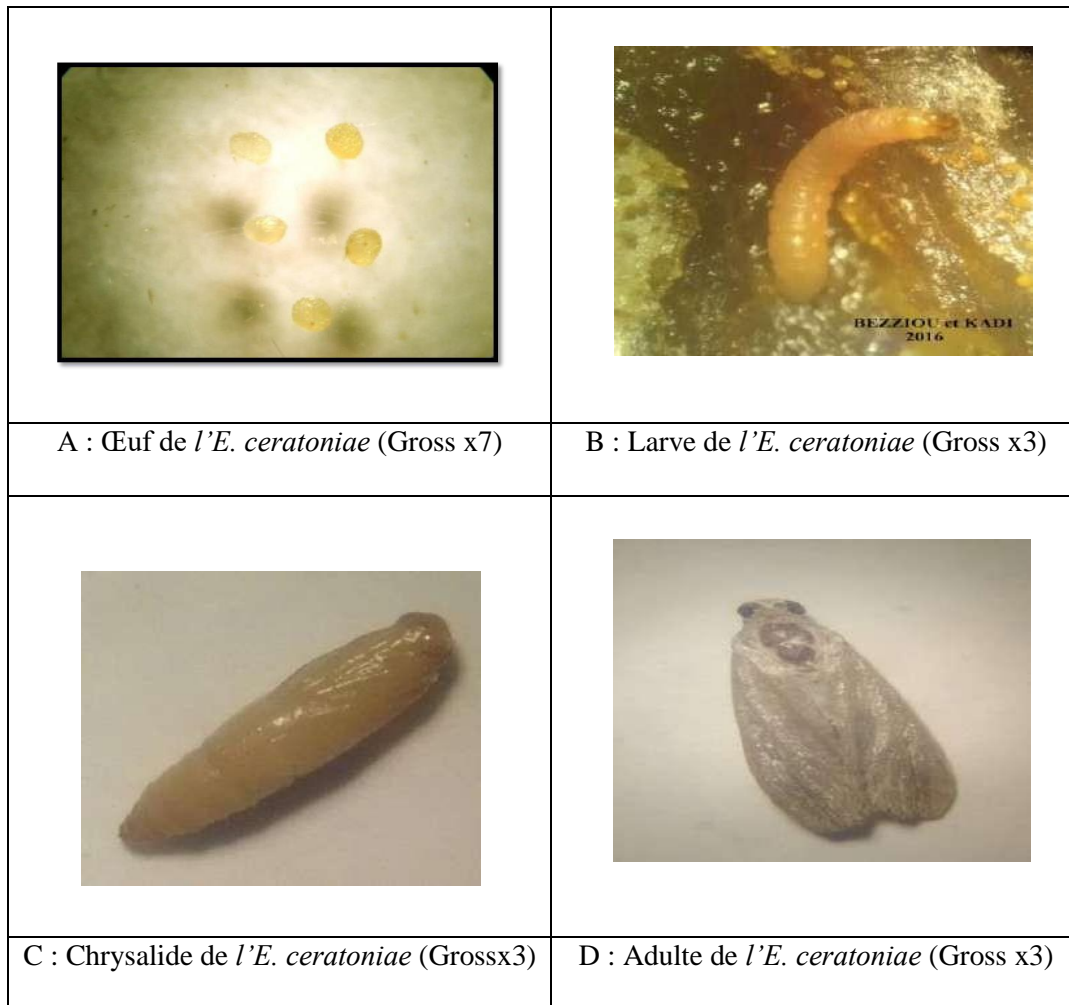 BEZZIOU et KADI
2016
A : Œuf de l’E. ceratoniae (Gross x7)
B : Larve de l’E. ceratoniae (Gross x3)
C : Chrysalide de l’E. ceratoniae (Grossx3)
D : Adulte de l’E. ceratoniae (Gross x3)